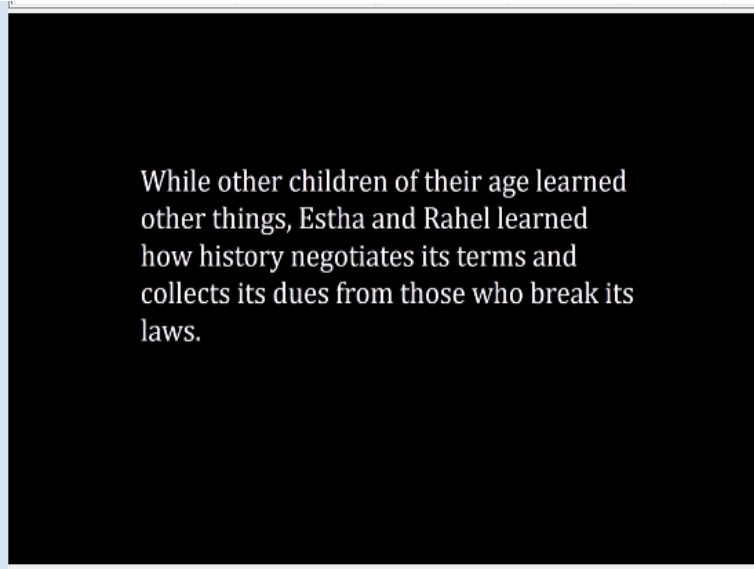 While other children of their age learned
other things, Estha and Rahel learned
how history negotiates its terms and
collects its dues from those who break its
laws.